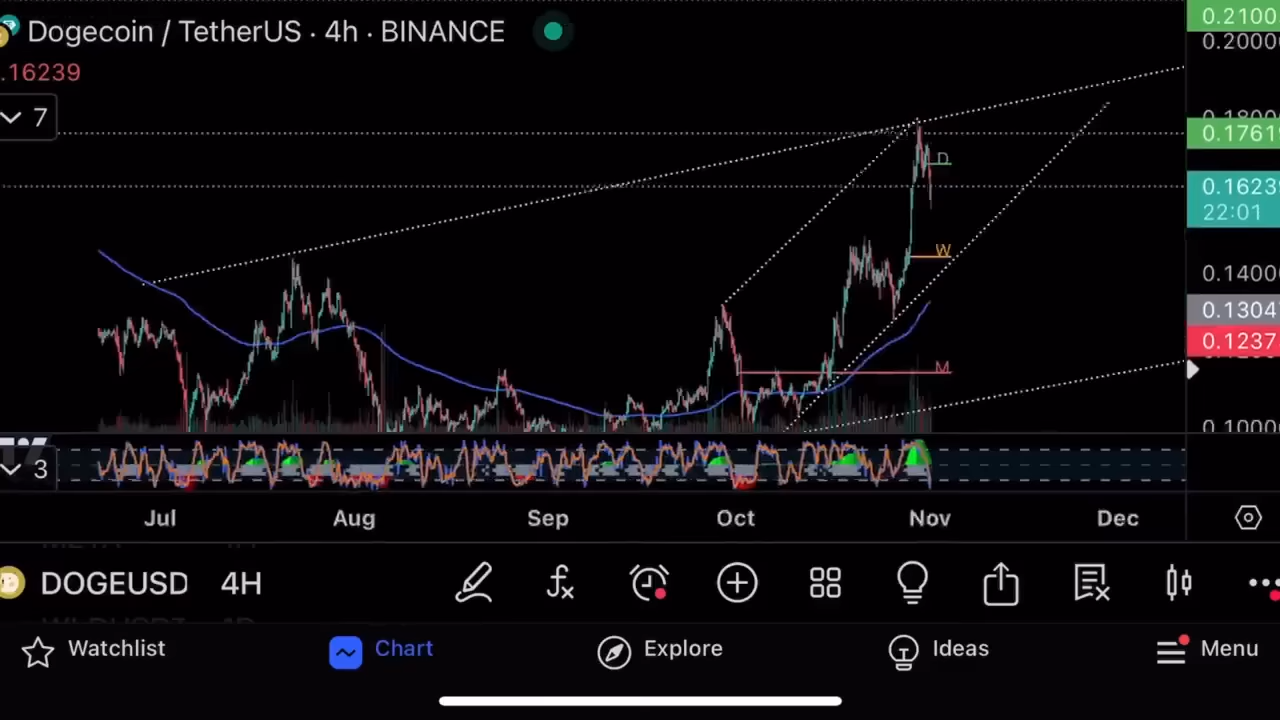 Dogecoin / TetherUS · 4h · BINANCE
.16239
7
0.2100
0.2000
0.1800
0.1761
0.1623
22:01
0.1400
0.1304
0.1237
0.1000
D
W
M
3
Jul Aug Sep Oct Nov Dec
DOGEUSD 4H
Watchlist Chart Explore Ideas Menu